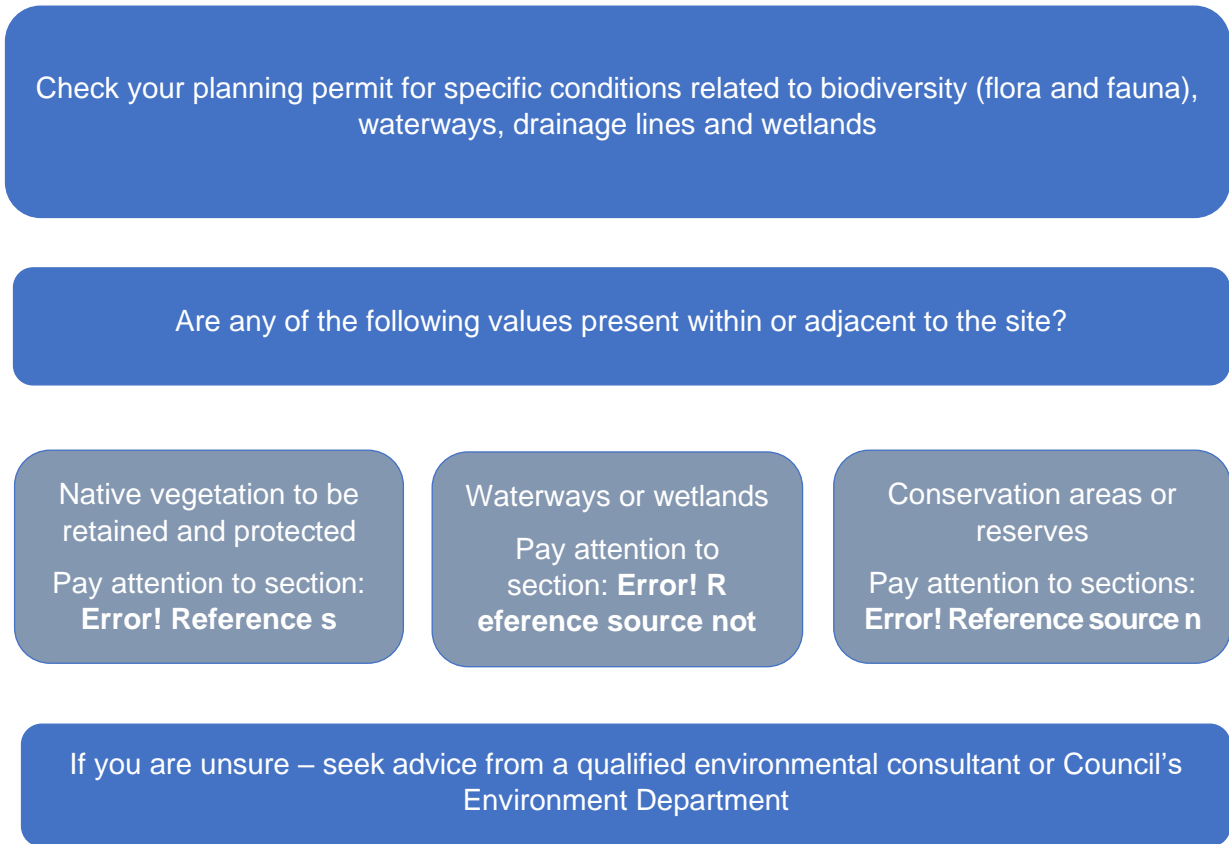 Check your planning permit for specific conditions related to biodiversity (flora and fauna),
waterways, drainage lines and wetlands
Are any of the following values present within or adjacent to the site?
Native vegetation to be
retained and protected
Pay attention to section:
Error! Reference s
Waterways or wetlands
Pay attention to
section: Error! R
eference source not
Conservation areas or
reserves
Pay attention to sections:
Error! Reference source n
If you are unsure – seek advice from a qualified environmental consultant or Council’s
Environment Department